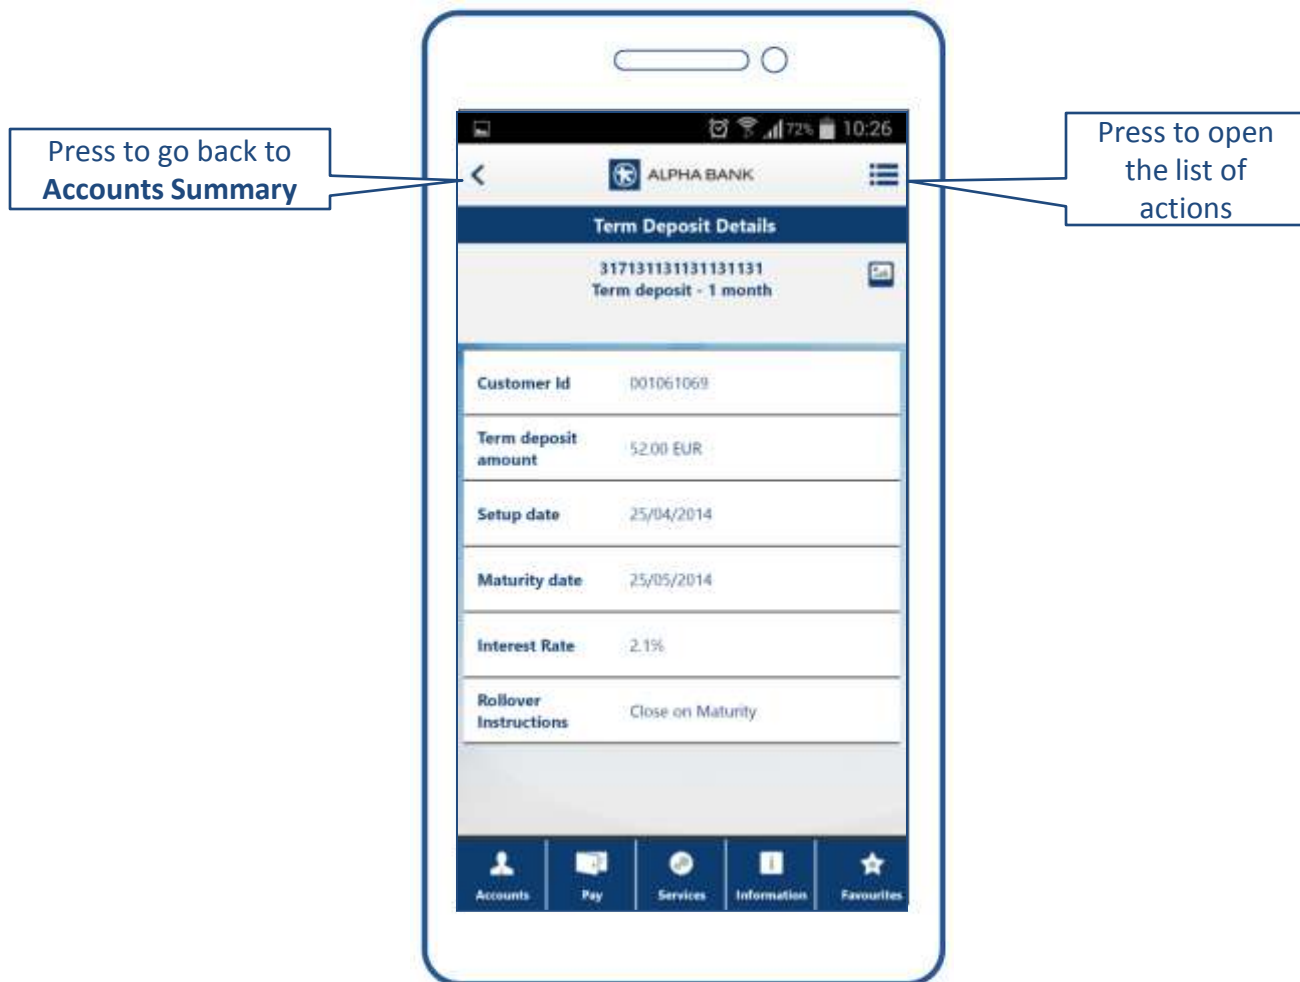 Press to go back to
Accounts Summary
Press to open
the list of
actions
72% 10:26
ALPHA BANK
Term Deposit Details
317131131131131131
Term deposit - 1 month
Customer Id 001061069
Term deposit
amount 52.00 EUR
Setup date 25/04/2014
Maturity date 25/05/2014
Interest Rate 2.1%
Rollover
Instructions Close on Maturity
Accounts Pay Services Information Favourites